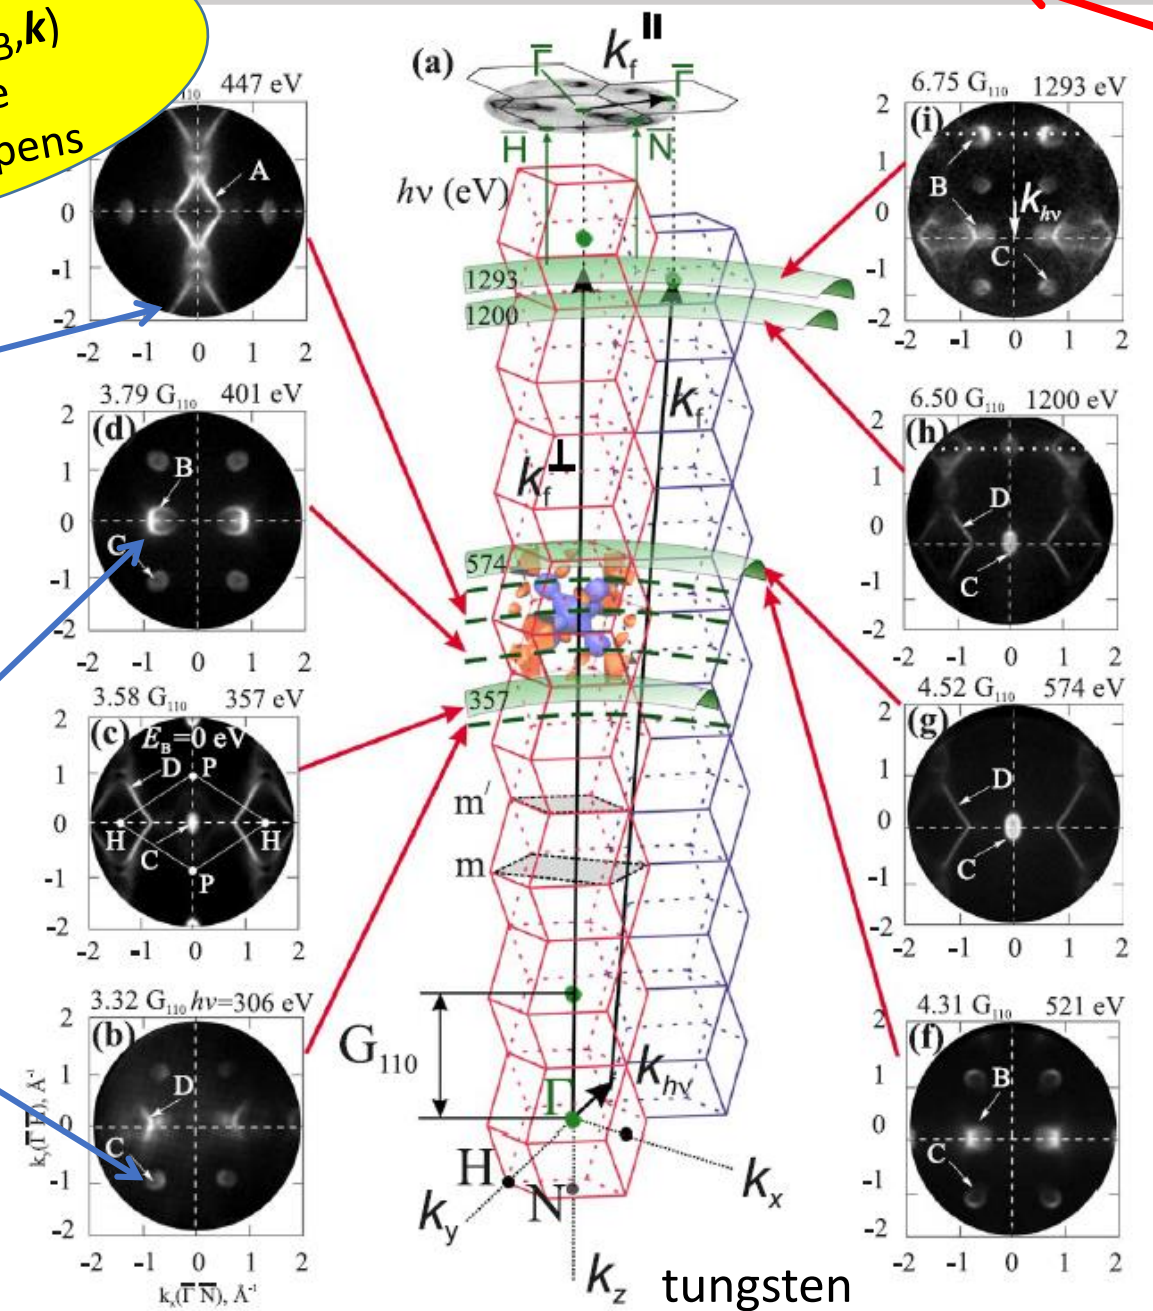 B,k)
e
pens
110 447 eV
A
0
-1
-2
-2 -1 0 1 2
3.79 G110 401 eV
(d)
2
1
0
-1
-2
B
C
-2 -1 0 1 2
3.58 G110 357 eV
(c) EB=0 eV
2
1
0
-1
-2
D P
H H
C
P
-2 -1 0 1 2
3.32 G110 hν=306 eV
(b)
2
1
0
-1
-2
D
C
ky(Γ̅ H̅), Å-1
-2 -1 0 1 2
kx(Γ̅ N̅), Å-1
(a)
kf ||
Γ̅
Γ̅
H̅
N̅
hν (eV)
1293
1200
kf
kf⊥
574
357
m′
m
G110
Γ
khν
H
N
kx
ky
kz
tungsten
6.75 G110 1293 eV
(i)
2
1
0
-1
-2
B
khν
C
-2 -1 0 1 2
6.50 G110 1200 eV
(h)
2
1
0
-1
-2
D
C
-2 -1 0 1 2
4.52 G110 574 eV
(g)
2
1
0
-1
-2
D
C
-2 -1 0 1 2
4.31 G110 521 eV
(f)
2
1
0
-1
-2
B
C
-2 -1 0 1 2